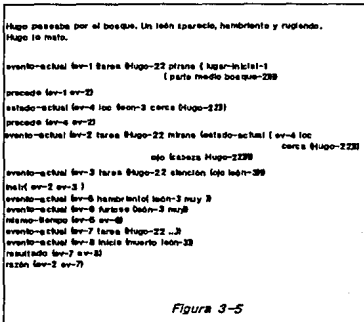 Hugo paseaba por el bosque. Un león apareció, hambriento y rugiendo.
Hugo lo mató.
evento-actual (ev-1 tarea (Hugo-22 ptrans ( lugar-inicial-1
( parte medio bosque-29))
precede (ev-1 ev-2)
estado-actual (ev-4 loc (león-3 cerca (Hugo-22))
precede (ev-4 ev-2)
evento-actual (ev-2 tarea (Hugo-22 mtrans (estado-actual ( ev-4 loc
cerca (Hugo-22))
ojo (cabeza Hugo-22))))
evento-actual (ev-3 tarea (Hugo-22 atención (ojo león-3)))
instr( ev-2 ev-3 )
evento-actual (ev-5 hambriento( león-3 muy ))
evento-actual (ev-6 furioso (león-3 muy))
mismo-tiempo (ev-5 ev-6)
evento-actual (ev-7 tarea (Hugo-22 ...))
evento-actual (ev-8 inicia (muerto león-3))
resultado (ev-7 ev-8)
razón (ev-2 ev-7)
Figura 3-5